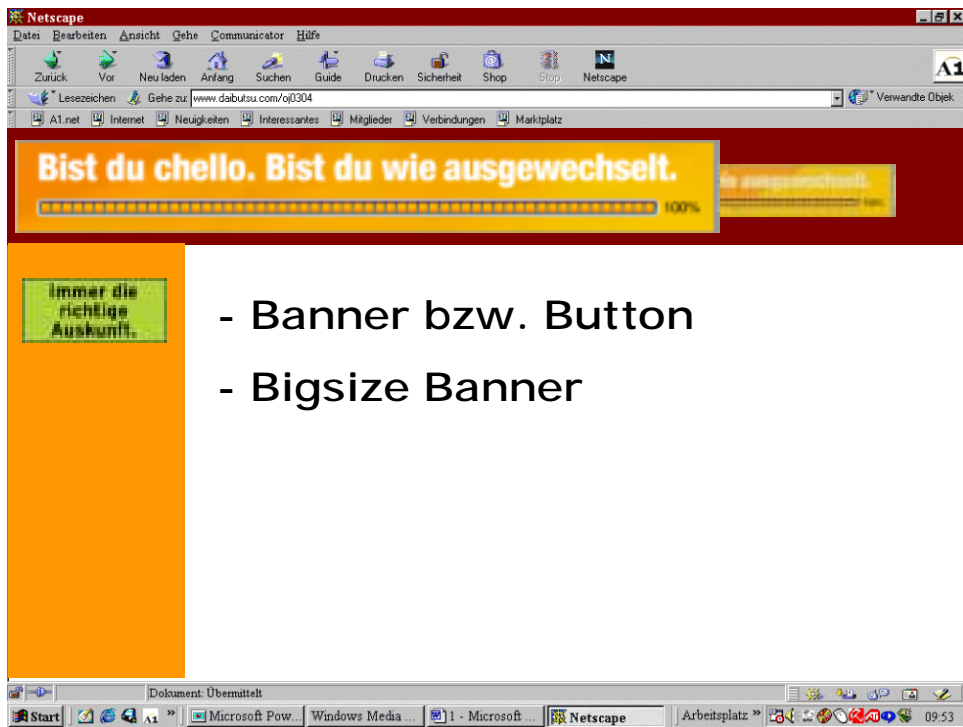 Netscape
Datei Bearbeiten Ansicht Gehe Communicator Hilfe
Zurück Vor Neu laden Anfang Suchen Guide Drucken Sicherheit Shop Stop Netscape
A1
Lesezeichen Gehe zu: www.daibutsu.com/oj0304 Verwandte Objek
A1.net Internet Neuigkeiten Interessantes Mitglieder Verbindungen Marktplatz
Bist du chello. Bist du wie ausgewechselt.
100%
Immer die
richtige
Auskunft.
- Banner bzw. Button
- Bigsize Banner
Dokument: Übermittelt
Start A1 » Microsoft Pow... Windows Media ... 1 - Microsoft ... Netscape Arbeitsplatz » 09:53